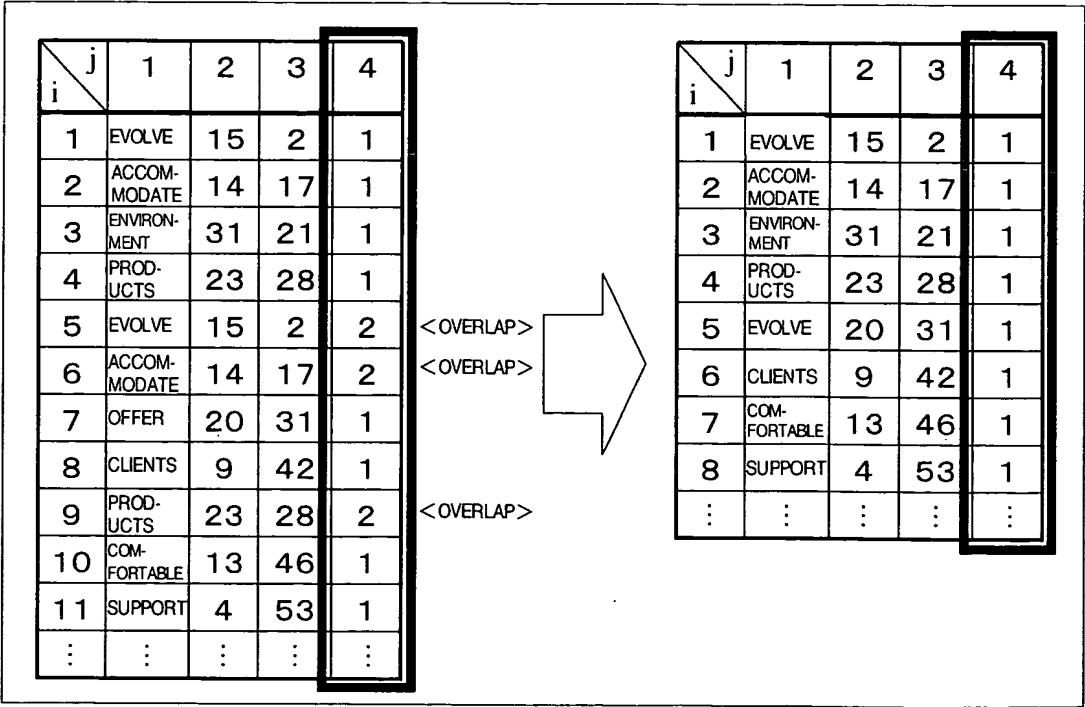 j 1 2 3 4
i
1 EVOLVE 15 2 1
2 ACCOM-
MODATE 14 17 1
3 ENVIRON-
MENT 31 21 1
4 PROD-
UCTS 23 28 1
5 EVOLVE 15 2 2 <OVERLAP>
6 ACCOM-
MODATE 14 17 2 <OVERLAP>
7 OFFER 20 31 1
8 CLIENTS 9 42 1
9 PROD-
UCTS 23 28 2 <OVERLAP>
10 COM-
FORTABLE 13 46 1
11 SUPPORT 4 53 1
⋮ ⋮ ⋮ ⋮ ⋮
j 1 2 3 4
i
1 EVOLVE 15 2 1
2 ACCOM-
MODATE 14 17 1
3 ENVIRON-
MENT 31 21 1
4 PROD-
UCTS 23 28 1
5 EVOLVE 20 31 1
6 CLIENTS 9 42 1
7 COM-
FORTABLE 13 46 1
8 SUPPORT 4 53 1
⋮ ⋮ ⋮ ⋮ ⋮